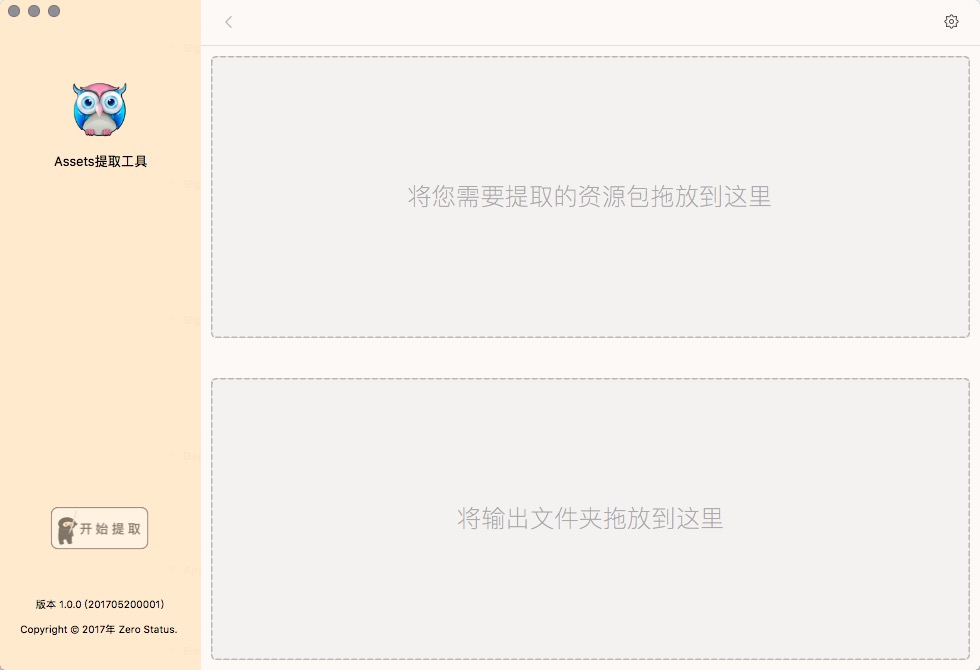 Assets提取工具
将您需要提取的资源包拖放到这里
将输出文件夹拖放到这里
开始提取
版本 1.0.0 (201705200001)
Copyright © 2017年 Zero Status.